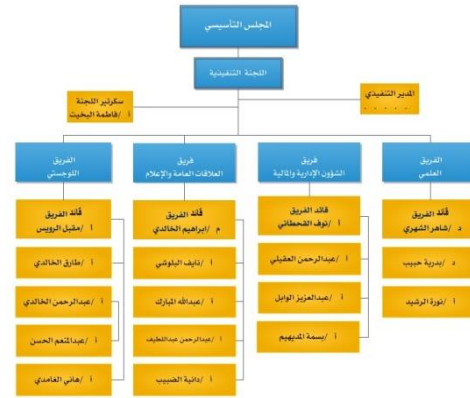 المجلس التأسيسي
اللجنة التنفيذية
المدير التنفيذي
. . . . .
سكرتير اللجنة
أ /فاطمة البخيت
الفريق
العلمي
قائد الفريق
د /شاهر الشهري
د /بدرية حبيب
أ /نورة الرشيد
فريق
الشؤون الإدارية والمالية
قائد الفريق
أ /نوف القحطاني
أ /عبدالرحمن العقيلي
أ /عبدالعزيز الوابل
أ /بسمة المديهيم
فريق
العلاقات العامة والإعلام
قائد الفريق
م /ابراهيم الخالدي
أ /نايف البلوشي
أ /عبدالله المبارك
أ /عبدالرحمن عبداللطيف
أ /دانية الضبيب
الفريق
اللوجستي
قائد الفريق
أ /مقبل الرويس
أ /طارق الخالدي
أ /عبدالرحمن الخالدي
أ /عبدالمنعم الحسن
أ /هاني الغامدي